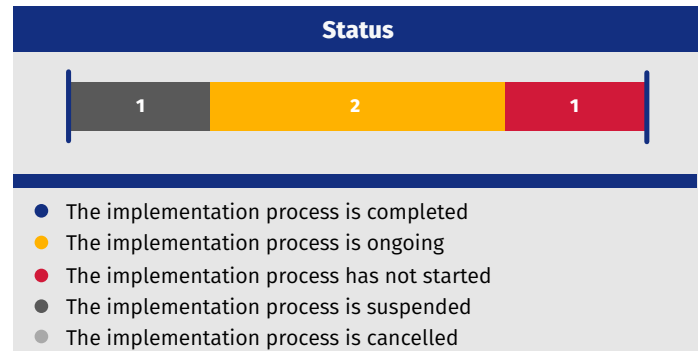 Status
1 2 1
The implementation process is completed
The implementation process is ongoing
The implementation process has not started
The implementation process is suspended
The implementation process is cancelled